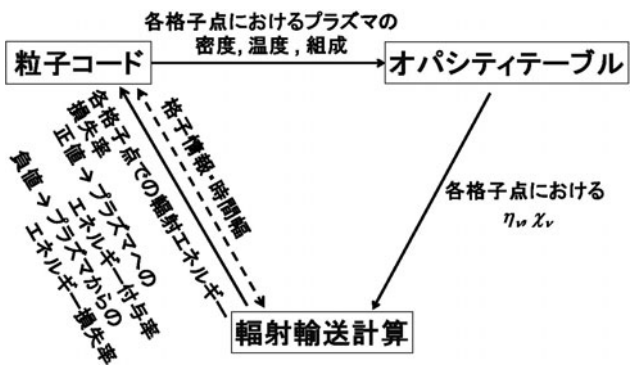 各格子点におけるプラズマの
密度, 温度 , 組成
粒子コード
オパシティテーブル
格子情報・時間幅
各格子点での輻射エネルギー
損失率
正値 → プラズマへの
エネルギー付与率
負値 → プラズマからの
エネルギー損失率
各格子点における
ην, χν
輻射輸送計算